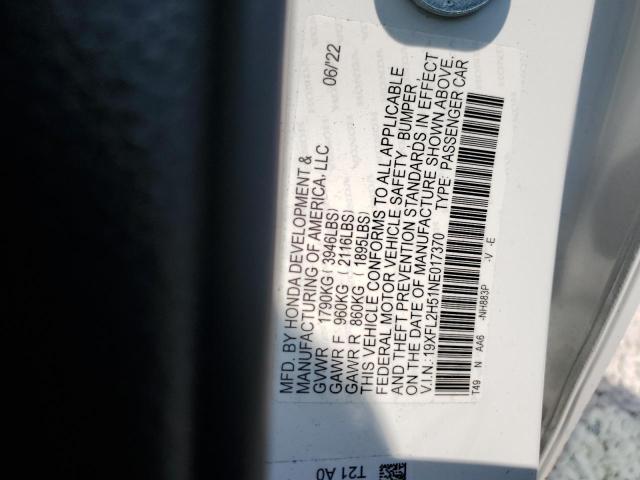 MFD. BY HONDA DEVELOPMENT &
MANUFACTURING OF AMERICA, LLC 06/'22
GVWR 1790KG(3946LBS)
GAWR F 960KG (2116LBS)
GAWR R 860KG (1895LBS)
THIS VEHICLE CONFORMS TO ALL APPLICABLE
FEDERAL MOTOR VEHICLE SAFETY, BUMPER,
AND THEFT PREVENTION STANDARDS IN EFFECT
ON THE DATE OF MANUFACTURE SHOWN ABOVE.
V.I.N.:19XFL2H51NE017370 TYPE: PASSENGER CAR
T49 N AA6 -NH883P -V -E
T21 A0